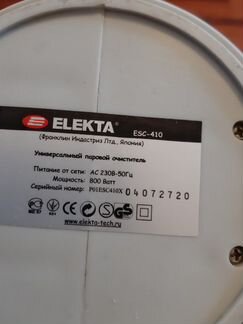 ELEKTA
ESC-410
(Франклин Индастриз Лтд., Япония)
Универсальный паровой очиститель
Питание от сети: AC 230В-50Гц
Мощность: 800 Ватт
Серийный номер: P01ESC410X 04072720
www.elekta-tech.ru